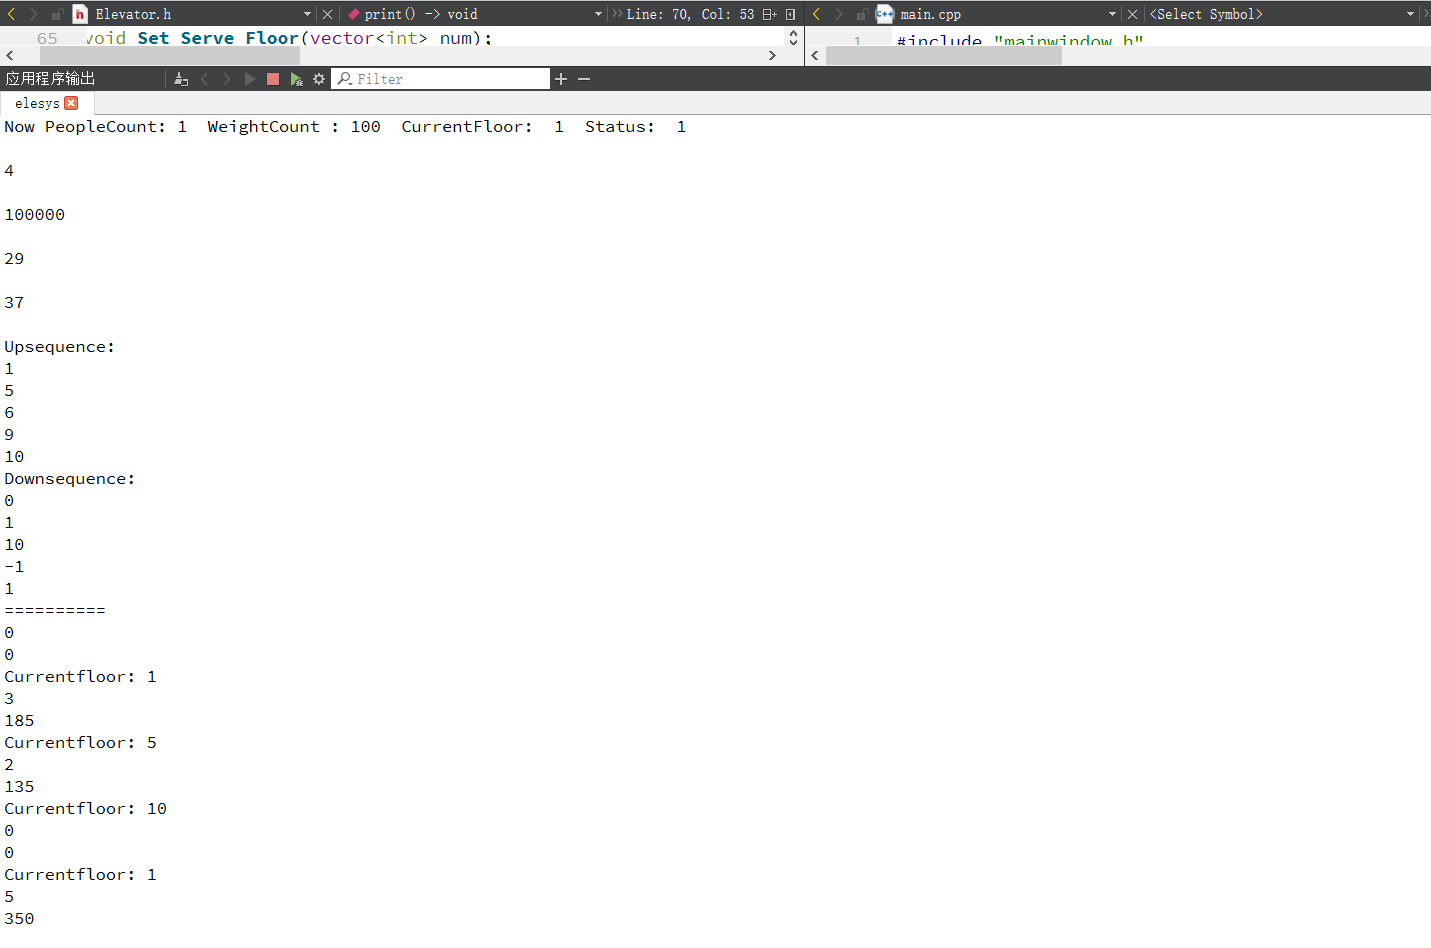 Elevator.h print() -> void Line: 70, Col: 53 main.cpp <Select Symbol>
65 void Set_Serve_Floor(vector<int> num);
1 #include "mainwindow.h"
应用程序输出 Filter
elesys
Now PeopleCount: 1 WeightCount : 100 CurrentFloor: 1 Status: 1
4
100000
29
37
Upsequence:
1
5
6
9
10
Downsequence:
0
1
10
-1
1
==========
0
0
Currentfloor: 1
3
185
Currentfloor: 5
2
135
Currentfloor: 10
0
0
Currentfloor: 1
5
350